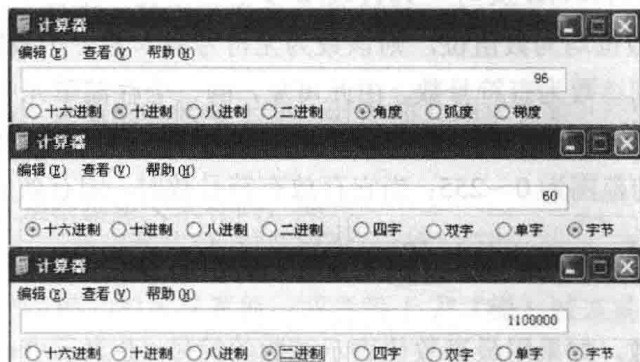 计算器
编辑(E) 查看(V) 帮助(H)
96
十六进制 十进制 八进制 二进制 角度 弧度 梯度
计算器
编辑(E) 查看(V) 帮助(H)
60
十六进制 十进制 八进制 二进制 四字 双字 单字 字节
计算器
编辑(E) 查看(V) 帮助(H)
1100000
十六进制 十进制 八进制 二进制 四字 双字 单字 字节